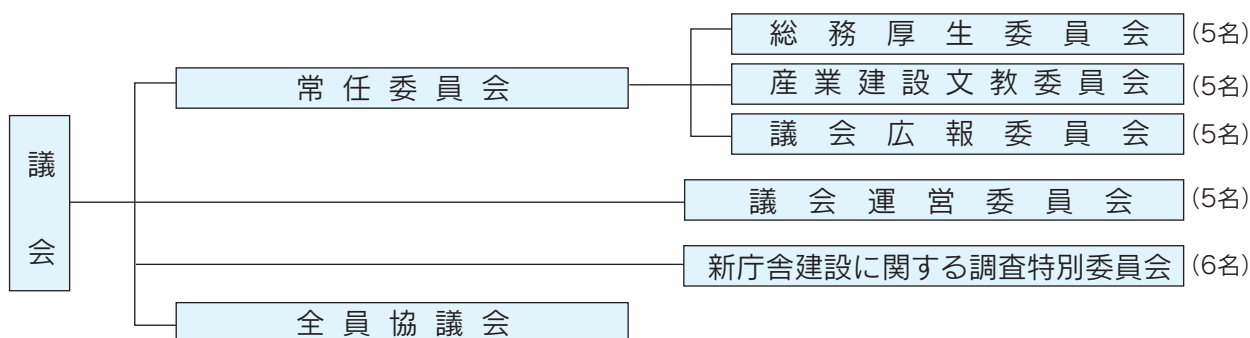 議会
常任委員会
総務厚生委員会 (5名)
産業建設文教委員会 (5名)
議会広報委員会 (5名)
議会運営委員会 (5名)
新庁舎建設に関する調査特別委員会 (6名)
全員協議会